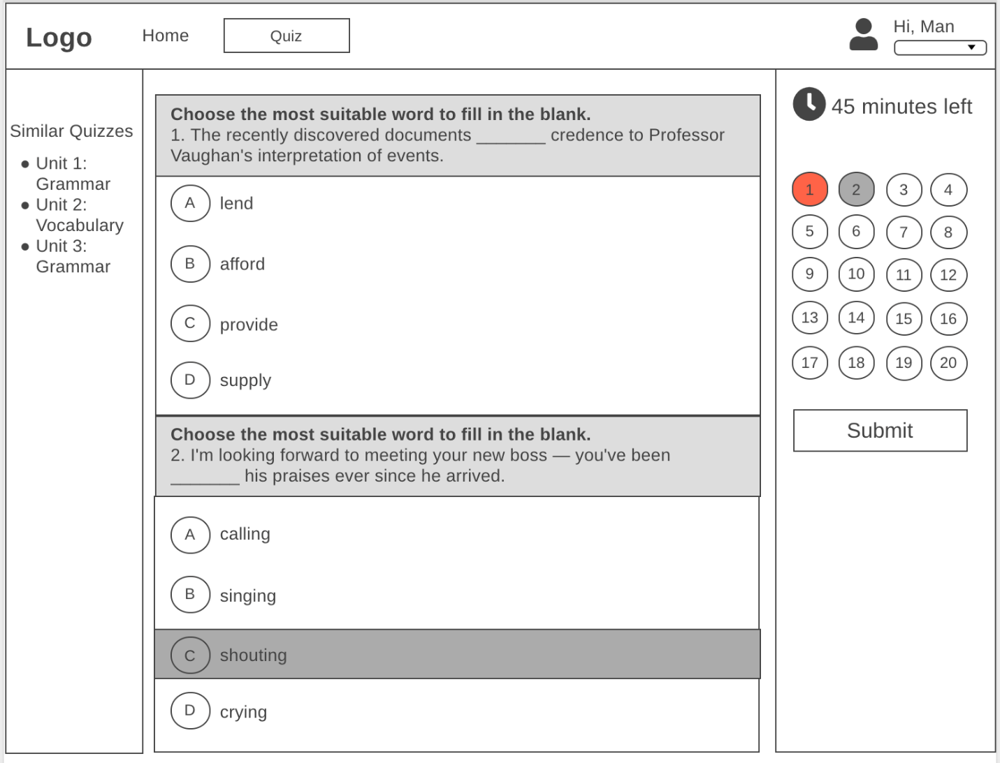 Logo
Home
Quiz
Hi, Man
Similar Quizzes
● Unit 1:
Grammar
● Unit 2:
Vocabulary
● Unit 3:
Grammar
Choose the most suitable word to fill in the blank.
1. The recently discovered documents _______ credence to Professor
Vaughan's interpretation of events.
A lend
B afford
C provide
D supply
Choose the most suitable word to fill in the blank.
2. I'm looking forward to meeting your new boss — you've been
_______ his praises ever since he arrived.
A calling
B singing
C shouting
D crying
45 minutes left
1 2 3 4
5 6 7 8
9 10 11 12
13 14 15 16
17 18 19 20
Submit